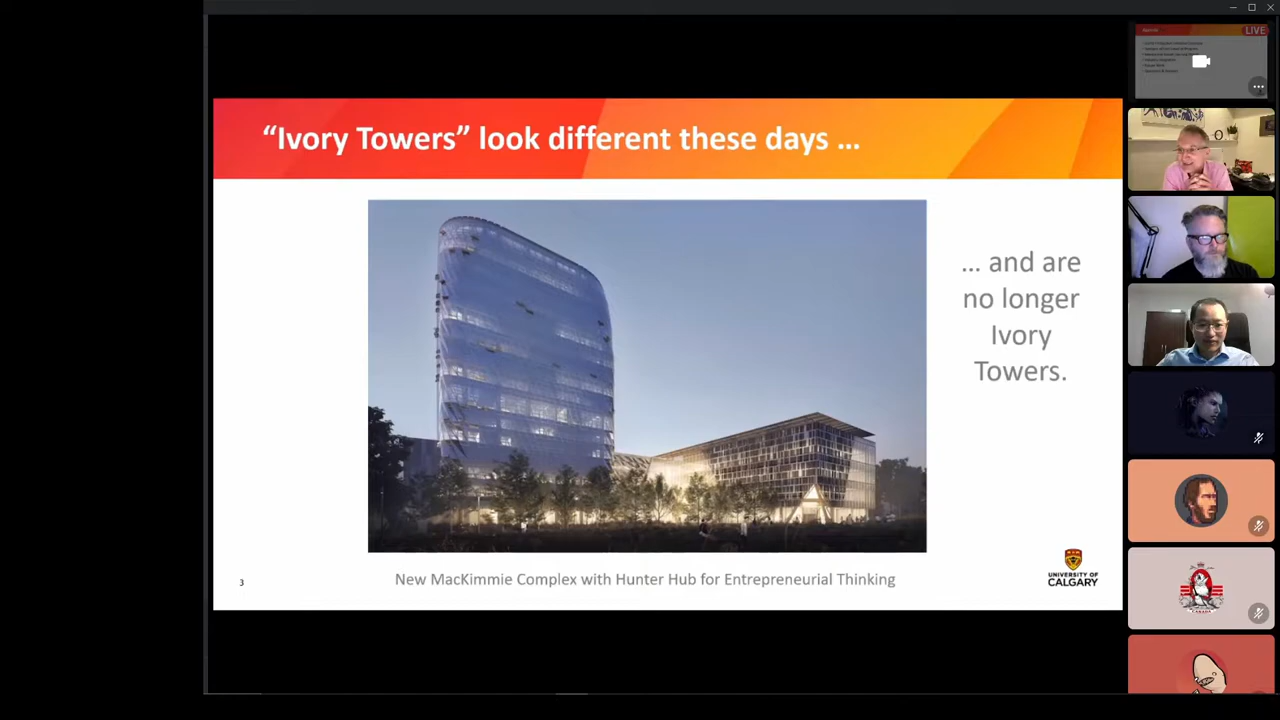 LIVE
“Ivory Towers” look different these days ...
... and are
no longer
Ivory
Towers.
New MacKimmie Complex with Hunter Hub for Entrepreneurial Thinking
3
UNIVERSITY OF
CALGARY
CANADA